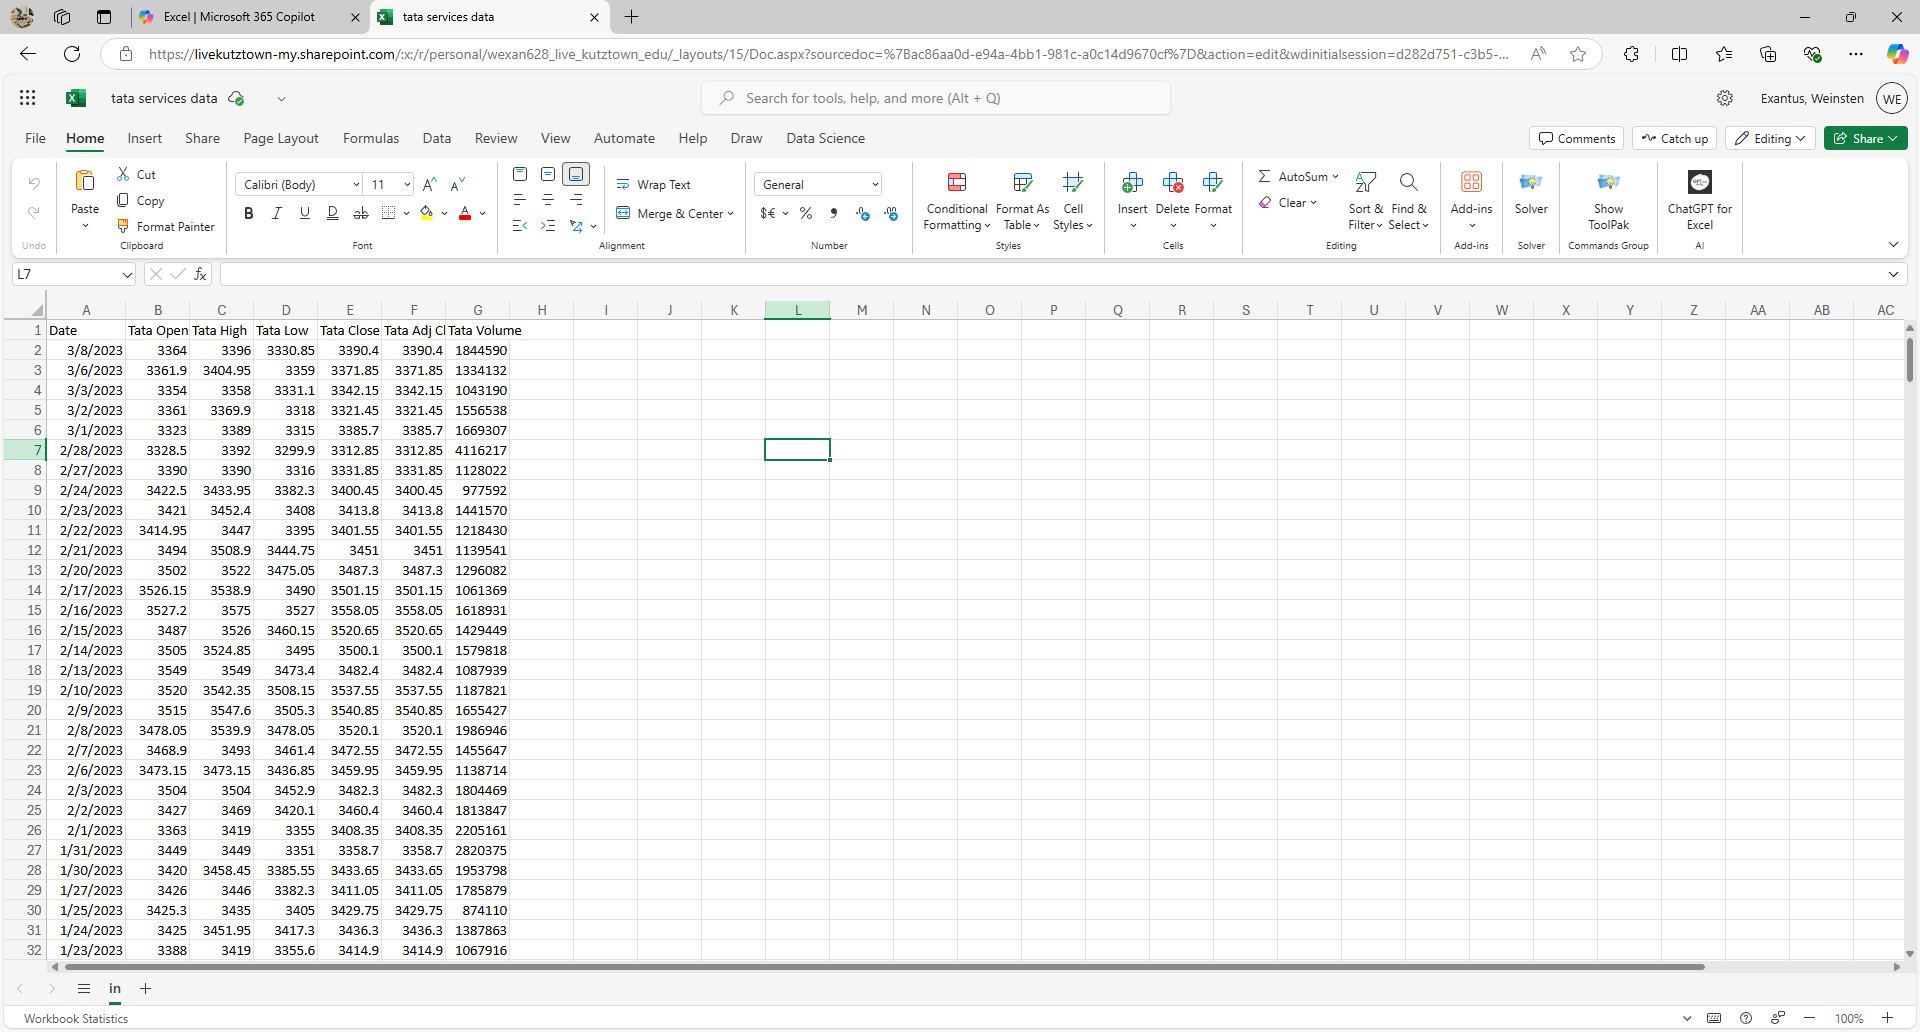 Excel | Microsoft 365 Copilot
tata services data
https://livekutztown-my.sharepoint.com/:x:/r/personal/wexan628_live_kutztown_edu/_layouts/15/Doc.aspx?sourcedoc=%7Bac86aa0d-e94a-4bb1-981c-a0c14d9670cf%7D&action=edit&wdinitialsession=d282d751-c3b5-...
tata services data
Search for tools, help, and more (Alt + Q)
Exantus, Weinsten
WE
File Home Insert Share Page Layout Formulas Data Review View Automate Help Draw Data Science
Comments Catch up Editing Share
Paste Cut
Copy
Format Painter
Calibri (Body) 11
B I U D ab A
Wrap Text
Merge & Center
General
$€ % 9
Conditional Formatting
Format As Table
Cell Styles
Insert Delete Format
AutoSum
Clear
Sort & Filter
Find & Select
Add-ins
Solver
Show ToolPak
ChatGPT for Excel
Undo Clipboard Font Alignment Number Styles Cells Editing Add-ins Solver Commands Group AI
L7 fx
A B C D E F G H I J K L M N O P Q R S T U V W X Y Z AA AB AC
1 Date Tata Open Tata High Tata Low Tata Close Tata Adj Cl Tata Volume
2 3/8/2023 3364 3396 3330.85 3390.4 3390.4 1844590
3 3/6/2023 3361.9 3404.95 3359 3371.85 3371.85 1334132
4 3/3/2023 3354 3358 3331.1 3342.15 3342.15 1043190
5 3/2/2023 3361 3369.9 3318 3321.45 3321.45 1556538
6 3/1/2023 3323 3389 3315 3385.7 3385.7 1669307
7 2/28/2023 3328.5 3392 3299.9 3312.85 3312.85 4116217
8 2/27/2023 3390 3390 3316 3331.85 3331.85 1128022
9 2/24/2023 3422.5 3433.95 3382.3 3400.45 3400.45 977592
10 2/23/2023 3421 3452.4 3408 3413.8 3413.8 1441570
11 2/22/2023 3414.95 3447 3395 3401.55 3401.55 1218430
12 2/21/2023 3494 3508.9 3444.75 3451 3451 1139541
13 2/20/2023 3502 3522 3475.05 3487.3 3487.3 1296082
14 2/17/2023 3526.15 3538.9 3490 3501.15 3501.15 1061369
15 2/16/2023 3527.2 3575 3527 3558.05 3558.05 1618931
16 2/15/2023 3487 3526 3460.15 3520.65 3520.65 1429449
17 2/14/2023 3505 3524.85 3495 3500.1 3500.1 1579818
18 2/13/2023 3549 3549 3473.4 3482.4 3482.4 1087939
19 2/10/2023 3520 3542.35 3508.15 3537.55 3537.55 1187821
20 2/9/2023 3515 3547.6 3505.3 3540.85 3540.85 1655427
21 2/8/2023 3478.05 3539.9 3478.05 3520.1 3520.1 1986946
22 2/7/2023 3468.9 3493 3461.4 3472.55 3472.55 1455647
23 2/6/2023 3473.15 3473.15 3436.85 3459.95 3459.95 1138714
24 2/3/2023 3504 3504 3452.9 3482.3 3482.3 1804469
25 2/2/2023 3427 3469 3420.1 3460.4 3460.4 1813847
26 2/1/2023 3363 3419 3355 3408.35 3408.35 2205161
27 1/31/2023 3449 3449 3351 3358.7 3358.7 2820375
28 1/30/2023 3420 3458.45 3385.55 3433.65 3433.65 1953798
29 1/27/2023 3426 3446 3382.3 3411.05 3411.05 1785879
30 1/25/2023 3425.3 3435 3405 3429.75 3429.75 874110
31 1/24/2023 3425 3451.95 3417.3 3436.3 3436.3 1387863
32 1/23/2023 3388 3419 3355.6 3414.9 3414.9 1067916
in
Workbook Statistics
100%